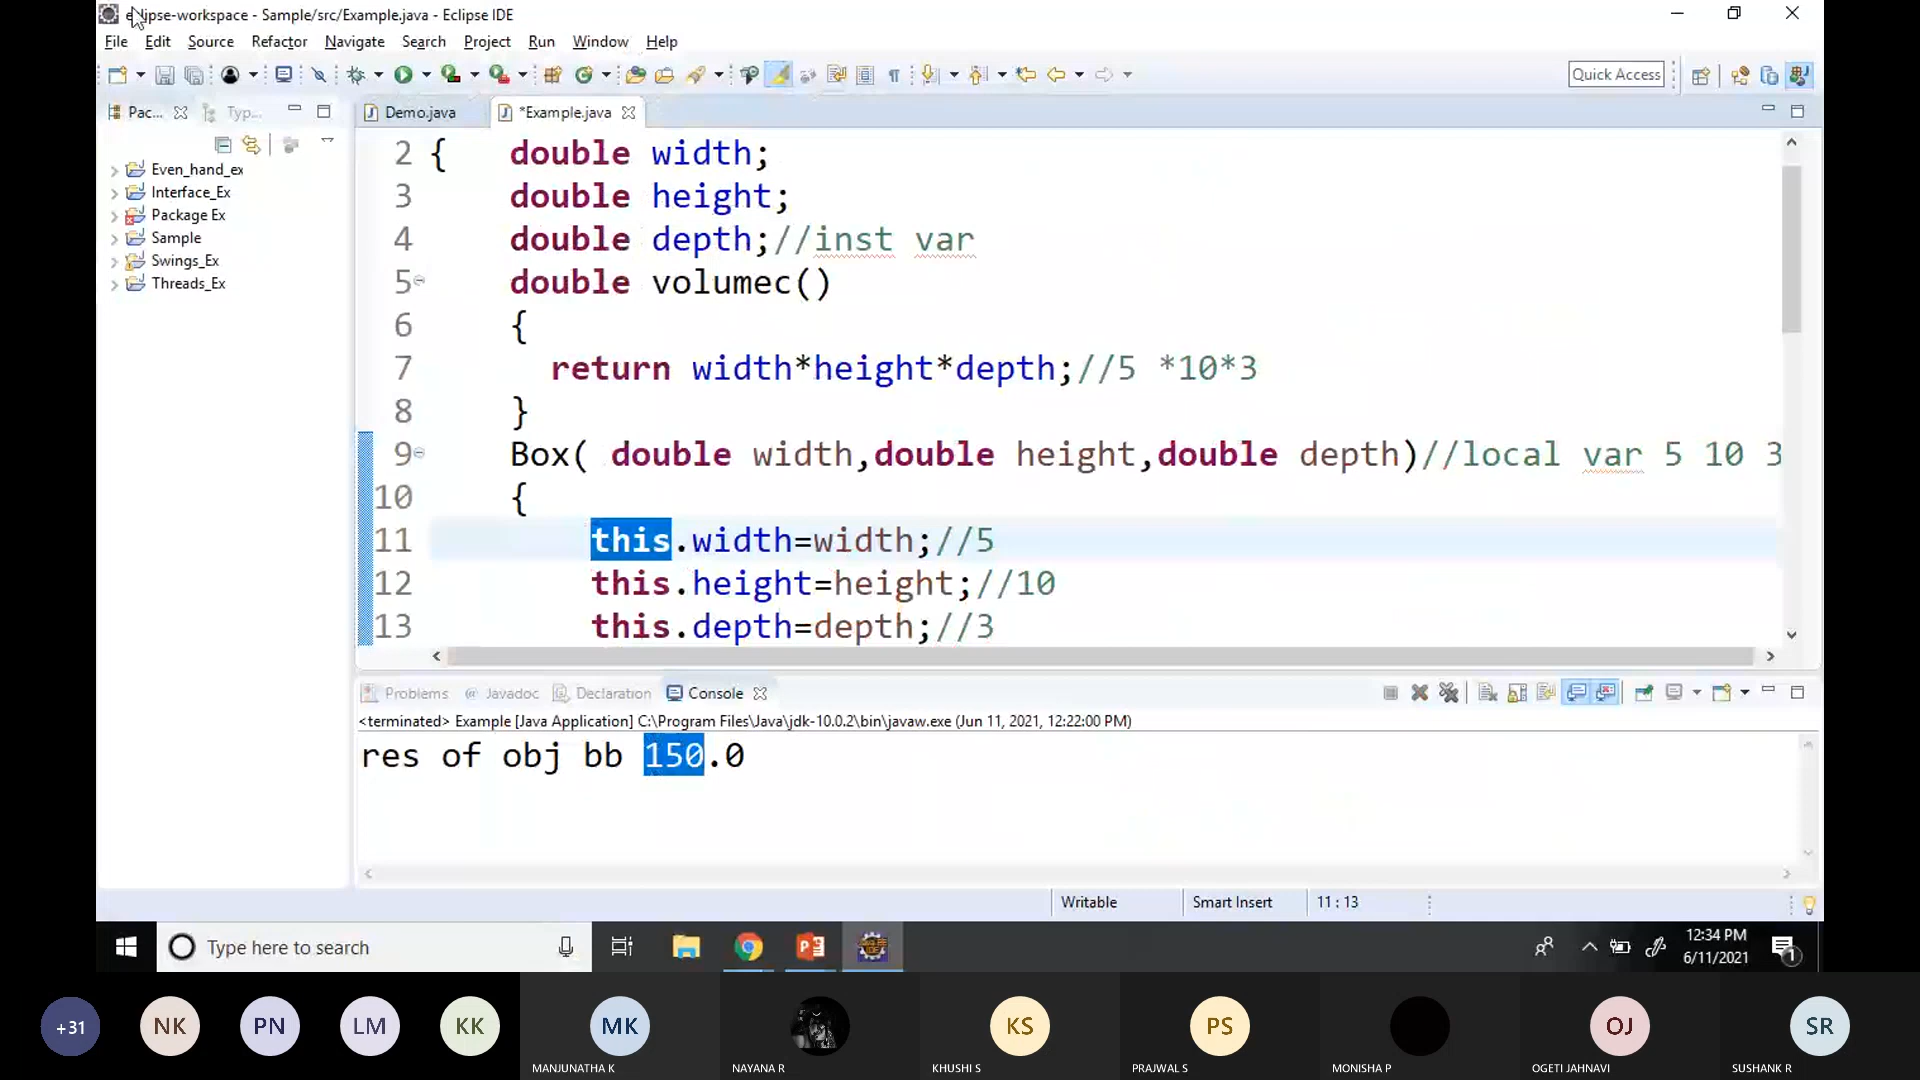 eclipse-workspace - Sample/src/Example.java - Eclipse IDE
File Edit Source Refactor Navigate Search Project Run Window Help
Quick Access
Pac... Typ...
Demo.java *Example.java
Even_hand_ex
Interface_Ex
Package Ex
Sample
Swings_Ex
Threads_Ex
2 { double width;
3 double height;
4 double depth;//inst var
5 double volumec()
6 {
7 return width*height*depth;//5 *10*3
8 }
9 Box( double width,double height,double depth)//local var 5 10 3
10 {
11 this.width=width;//5
12 this.height=height;//10
13 this.depth=depth;//3
Problems @ Javadoc Declaration Console
<terminated> Example [Java Application] C:\Program Files\Java\jdk-10.0.2\bin\javaw.exe (Jun 11, 2021, 12:22:00 PM)
res of obj bb 150.0
Writable Smart Insert 11 : 13
Type here to search
12:34 PM
6/11/2021
1
+31 NK PN LM KK MK KS PS OJ SR
MANJUNATHA K NAYANA R KHUSHI S PRAJWAL S MONISHA P OGETI JAHNAVI SUSHANK R